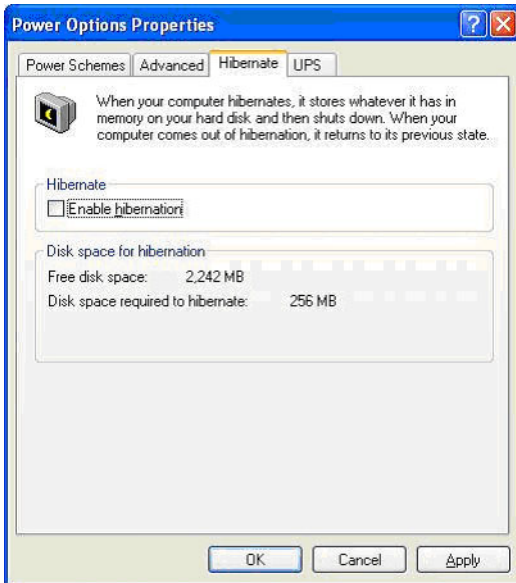 Power Options Properties
Power Schemes Advanced Hibernate UPS
When your computer hibernates, it stores whatever it has in
memory on your hard disk and then shuts down. When your
computer comes out of hibernation, it returns to its previous state.
Hibernate
Enable hibernation
Disk space for hibernation
Free disk space: 2,242 MB
Disk space required to hibernate: 256 MB
OK Cancel Apply